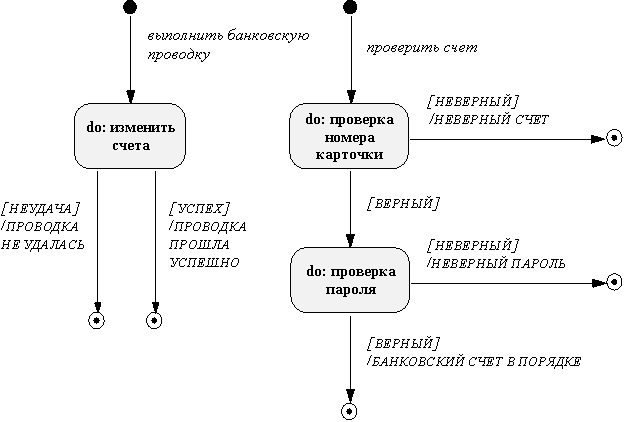 выполнить банковскую
проводку
do: изменить
счета
[НЕУДАЧА]
/ПРОВОДКА
НЕ УДАЛАСЬ
[УСПЕХ]
/ПРОВОДКА
ПРОШЛА
УСПЕШНО
проверить счет
do: проверка
номера
карточки
[НЕВЕРНЫЙ]
/НЕВЕРНЫЙ СЧЕТ
[ВЕРНЫЙ]
do: проверка
пароля
[НЕВЕРНЫЙ]
/НЕВЕРНЫЙ ПАРОЛЬ
[ВЕРНЫЙ]
/БАНКОВСКИЙ СЧЕТ В ПОРЯДКЕ